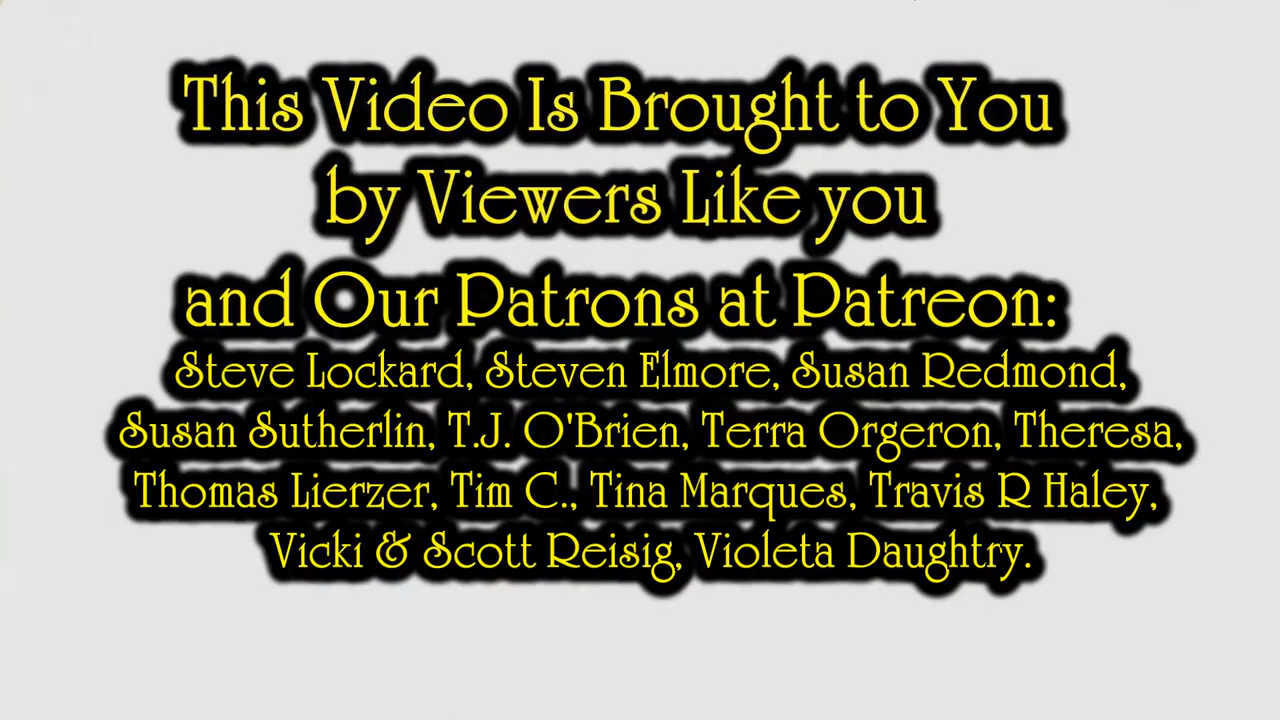 This Video Is Brought to You
by Viewers Like you
and Our Patrons at Patreon:
Steve Lockard, Steven Elmore, Susan Redmond,
Susan Sutherlin, T.J. O'Brien, Terra Orgeron, Theresa,
Thomas Lierzer, Tim C., Tina Marques, Travis R Haley,
Vicki & Scott Reisig, Violeta Daughtry.